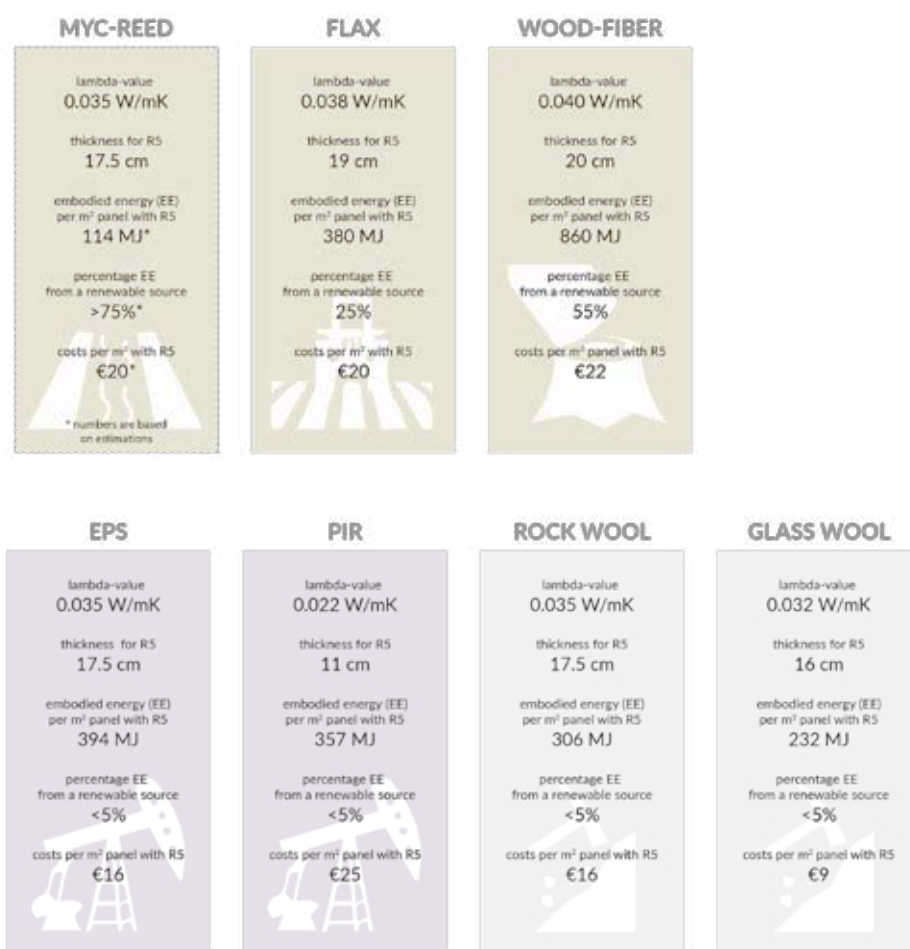 MYC-REED
lambda-value
0.035 W/mK
thickness for R5
17.5 cm
embodied energy (EE)
per m² panel with R5
114 MJ*
percentage EE
from a renewable source
>75%*
costs per m² with R5
€20*
* numbers are based
on estimations
FLAX
lambda-value
0.038 W/mK
thickness for R5
19 cm
embodied energy (EE)
per m² panel with R5
380 MJ
percentage EE
from a renewable source
25%
costs per m² with R5
€20
WOOD-FIBER
lambda-value
0.040 W/mK
thickness for R5
20 cm
embodied energy (EE)
per m² panel with R5
860 MJ
percentage EE
from a renewable source
55%
costs per m² panel with R5
€22
EPS
lambda-value
0.035 W/mK
thickness for R5
17.5 cm
embodied energy (EE)
per m² panel with R5
394 MJ
percentage EE
from a renewable source
<5%
costs per m² panel with R5
€16
PIR
lambda-value
0.022 W/mK
thickness for R5
11 cm
embodied energy (EE)
per m² panel with R5
357 MJ
percentage EE
from a renewable source
<5%
costs per m² panel with R5
€25
ROCK WOOL
lambda-value
0.035 W/mK
thickness for R5
17.5 cm
embodied energy (EE)
per m² panel with R5
306 MJ
percentage EE
from a renewable source
<5%
costs per m² panel with R5
€16
GLASS WOOL
lambda-value
0.032 W/mK
thickness for R5
16 cm
embodied energy (EE)
per m² panel with R5
232 MJ
percentage EE
from a renewable source
<5%
costs per m² panel with R5
€9